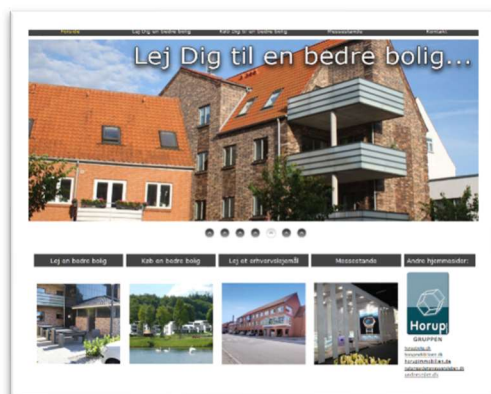 Forside Lej Dig en bedre bolig Køb Dig en bedre bolig Messestande Kontakt
Lej Dig til en bedre bolig...
Lej en bedre bolig Køb en bedre bolig Lej et erhvervslejemål Messestande Andre hjemmesider:
Horup
GRUPPEN